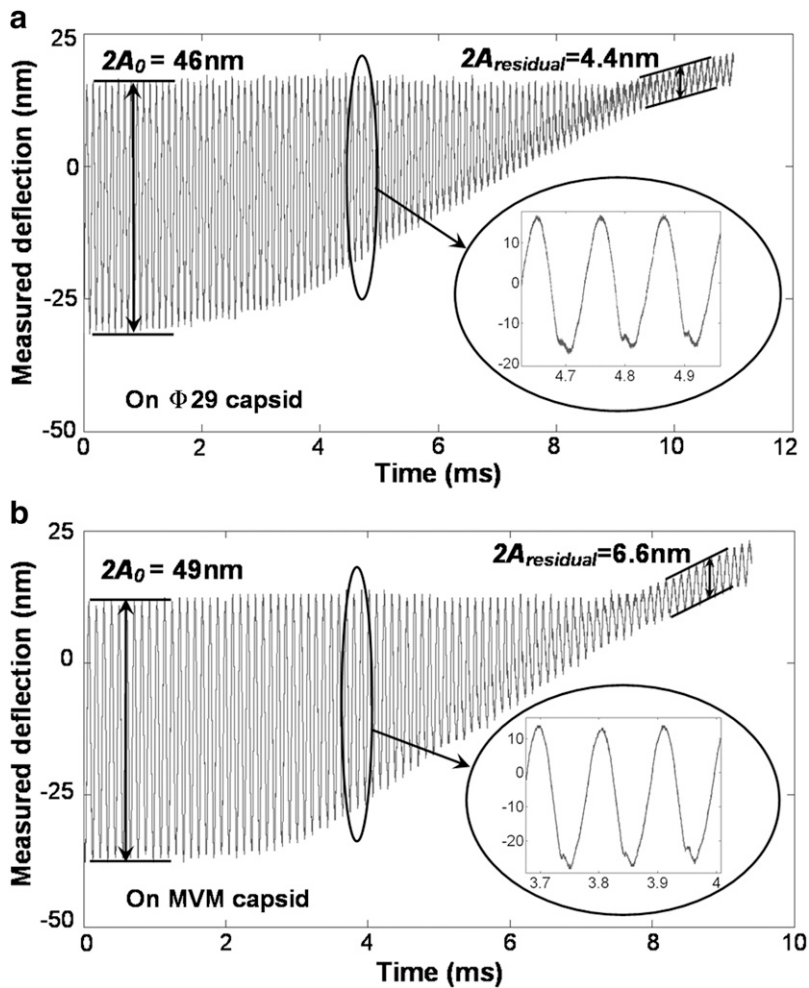 a
2A0 = 46nm
2Aresidual=4.4nm
25
0
-25
-50
Measured deflection (nm)
10
0
-10
-20
4.7 4.8 4.9
On Φ29 capsid
0 2 4 6 8 10 12
Time (ms)
b
2A0 = 49nm
2Aresidual=6.6nm
25
0
-25
-50
Measured deflection (nm)
10
0
-10
-20
3.7 3.8 3.9 4
On MVM capsid
0 2 4 6 8 10
Time (ms)